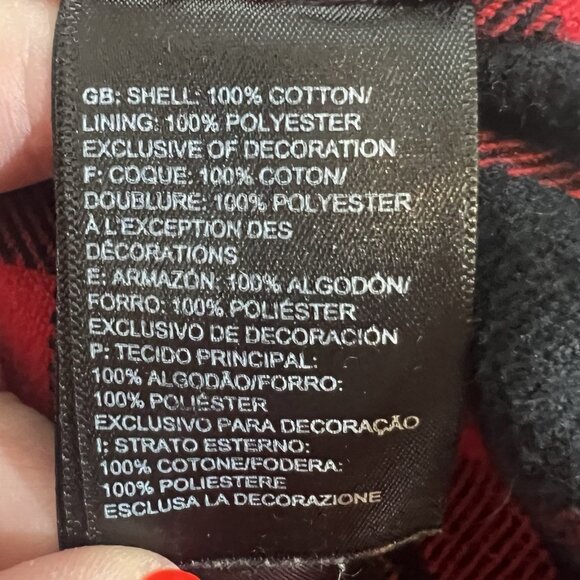 GB: SHELL: 100% COTTON/
LINING: 100% POLYESTER
EXCLUSIVE OF DECORATION
F: COQUE: 100% COTON/
DOUBLURE: 100% POLYESTER
À L'EXCEPTION DES
DÉCORATIONS
E: ARMAZÓN: 100% ALGODÓN/
FORRO: 100% POLIÉSTER
EXCLUSIVO DE DECORACIÓN
P: TECIDO PRINCIPAL:
100% ALGODÃO/FORRO:
100% POLIÉSTER
EXCLUSIVO PARA DECORAÇÃO
I: STRATO ESTERNO:
100% COTONE/FODERA:
100% POLIESTERE
ESCLUSA LA DECORAZIONE